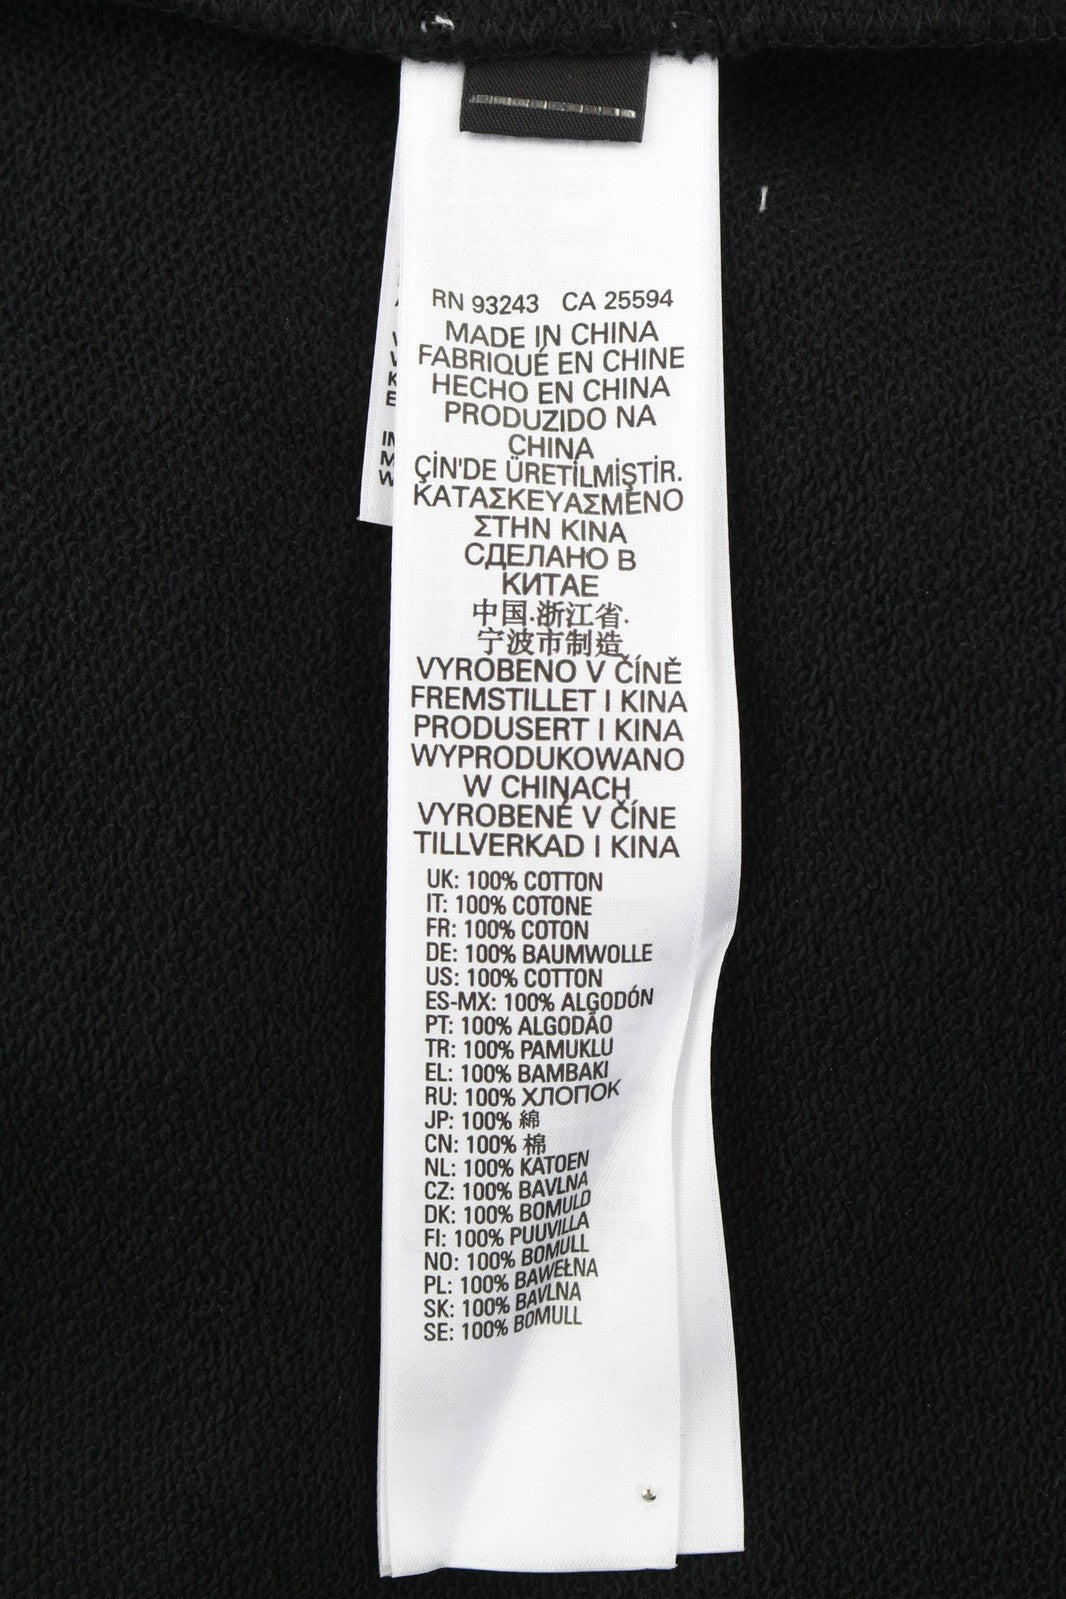 RN 93243 CA 25594
MADE IN CHINA
FABRIQUÉ EN CHINE
HECHO EN CHINA
PRODUZIDO NA
CHINA
ÇİN'DE ÜRETİLMİŞTİR.
ΚΑΤΑΣΚΕΥΑΣΜΕΝΟ
ΣΤΗΝ ΚΙΝΑ
СДЕЛАНО В
КИТАЕ
中国.浙江省.
宁波市制造
VYROBENO V ČÍNĚ
FREMSTILLET I KINA
PRODUSERT I KINA
WYPRODUKOWANO
W CHINACH
VYROBENÉ V ČÍNE
TILLVERKAD I KINA
UK: 100% COTTON
IT: 100% COTONE
FR: 100% COTON
DE: 100% BAUMWOLLE
US: 100% COTTON
ES-MX: 100% ALGODÓN
PT: 100% ALGODÃO
TR: 100% PAMUKLU
EL: 100% ΒΑΜΒΑΚΙ
RU: 100% ХЛОПОК
JP: 100% 綿
CN: 100% 棉
NL: 100% KATOEN
CZ: 100% BAVLNA
DK: 100% BOMULD
FI: 100% PUUVILLA
NO: 100% BOMULL
PL: 100% BAWEŁNA
SK: 100% BAVLNA
SE: 100% BOMULL